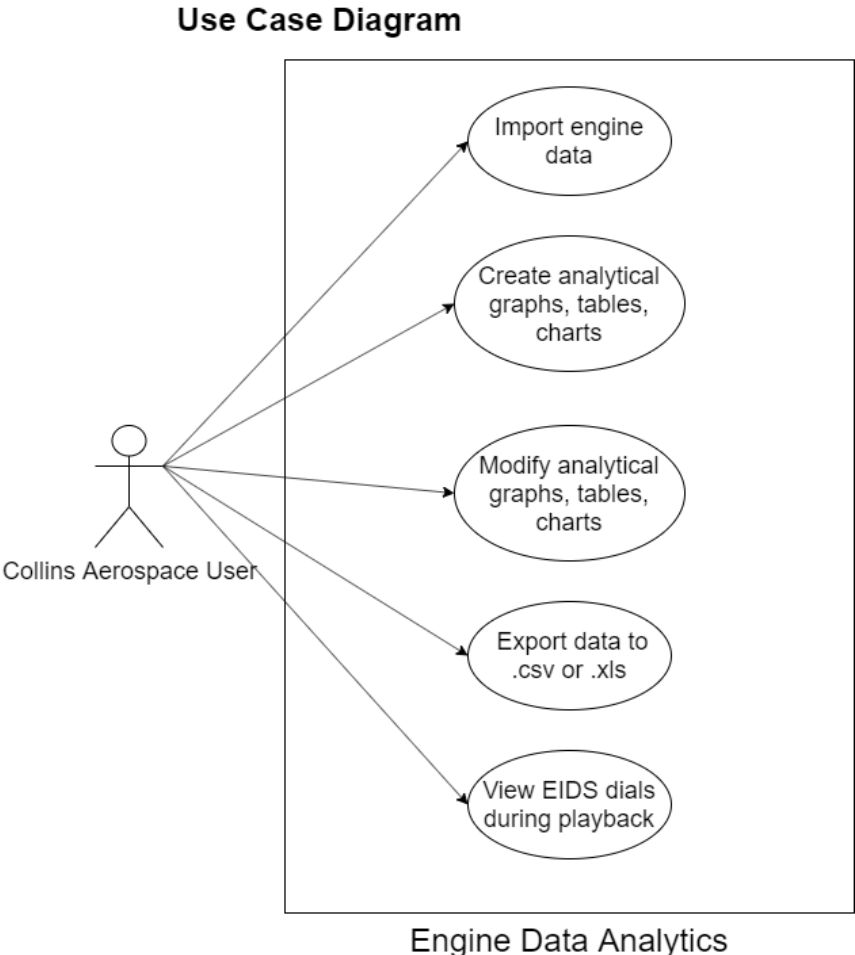 Use Case Diagram
Import engine
data
Create analytical
graphs, tables,
charts
Modify analytical
graphs, tables,
charts
Collins Aerospace User
Export data to
.csv or .xls
View EIDS dials
during playback
Engine Data Analytics